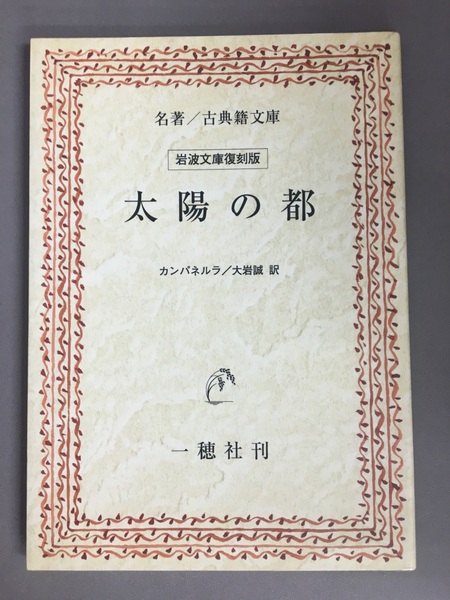 名著/古典籍文庫
岩波文庫復刻版
太陽の都
カンパネルラ/大岩誠 訳
一穂社刊